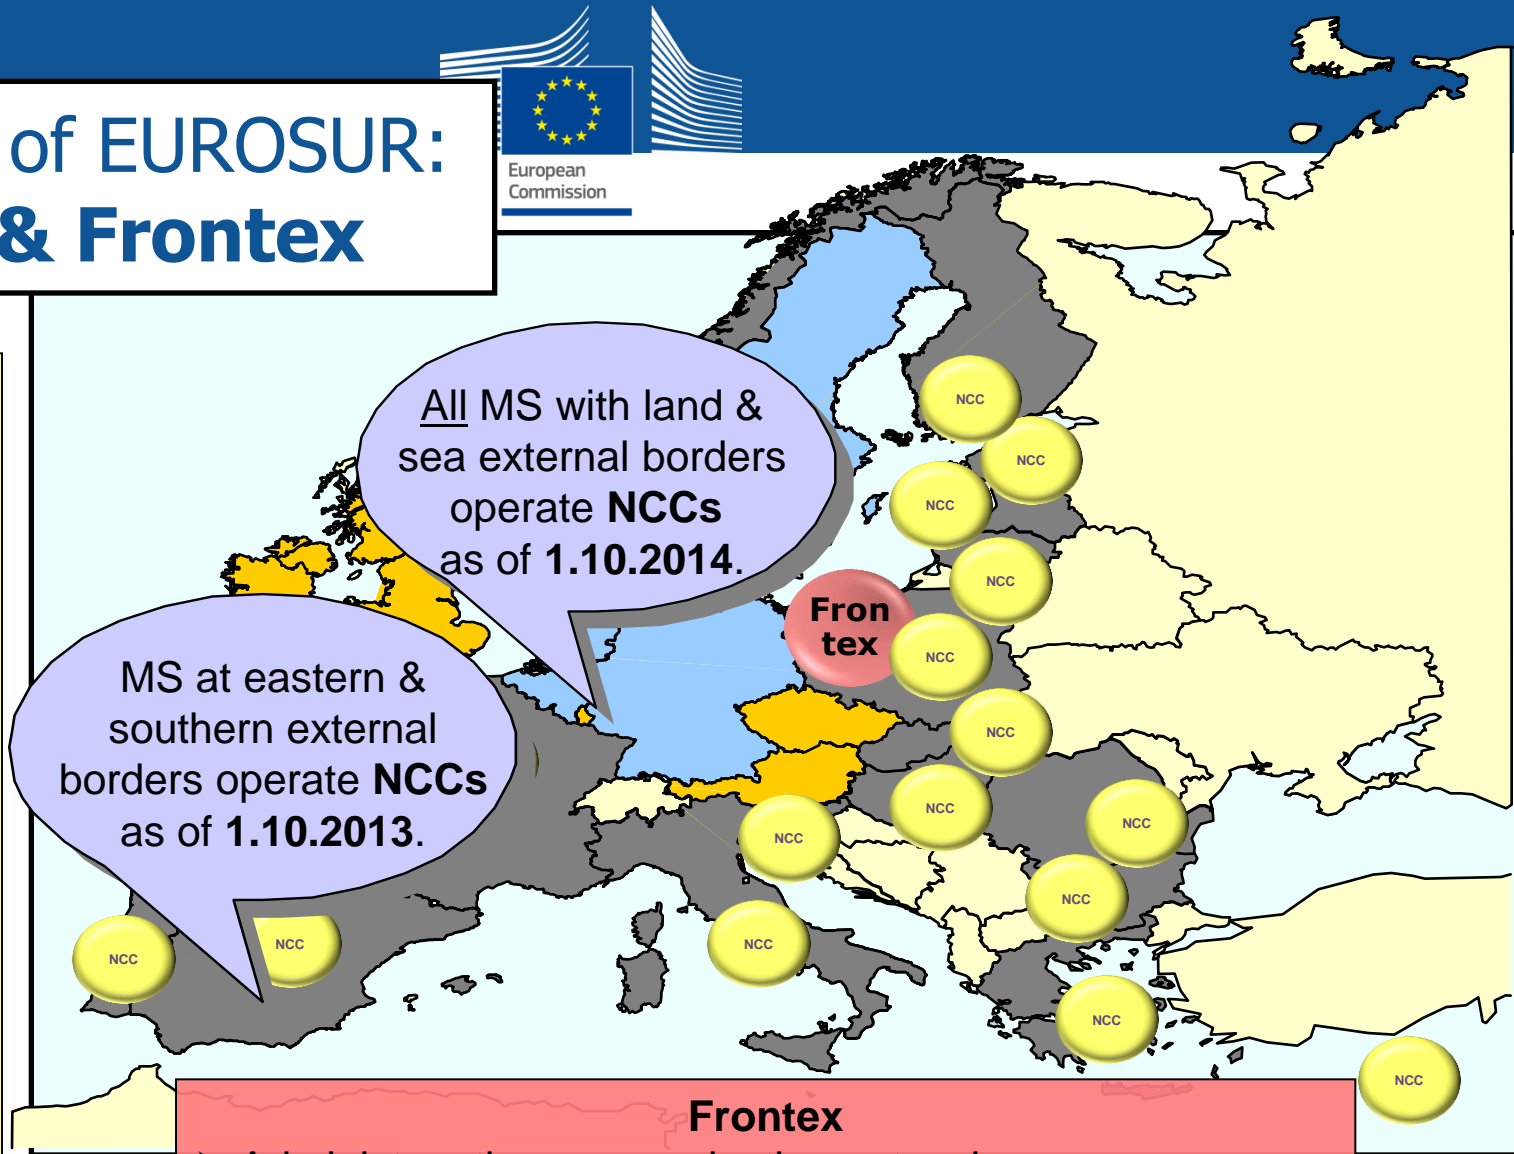 of EUROSUR:
& Frontex
European
Commission
All MS with land &
sea external borders
operate NCCs
as of 1.10.2014.
MS at eastern &
southern external
borders operate NCCs
as of 1.10.2013.
NCC
NCC
NCC
NCC
Fron
tex
NCC
NCC
NCC
NCC
NCC
NCC
NCC
NCC
NCC
NCC
NCC
Frontex